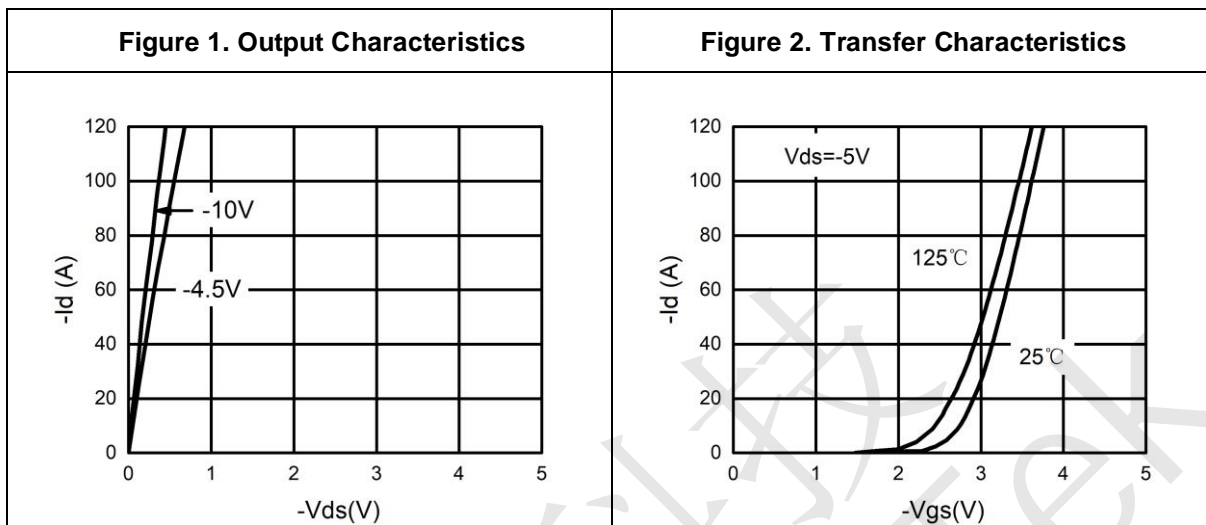 Figure 1. Output Characteristics
Figure 2. Transfer Characteristics
120
100
80
60
40
20
0
-Id (A)
-10V
-4.5V
0 1 2 3 4 5
-Vds(V)
120
100
80
60
40
20
0
-Id (A)
Vds=-5V
125℃
25℃
0 1 2 3 4 5
-Vgs(V)
科技